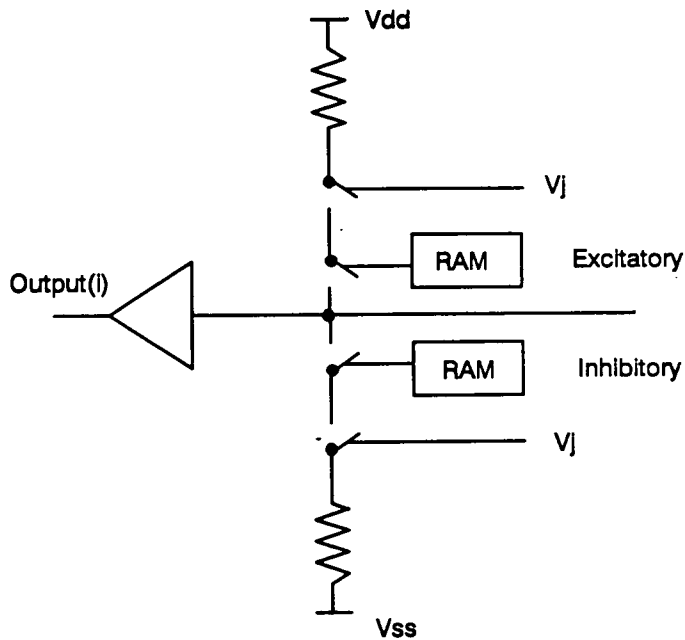 Vdd
Vj
RAM Excitatory
Output(i)
RAM Inhibitory
Vj
Vss